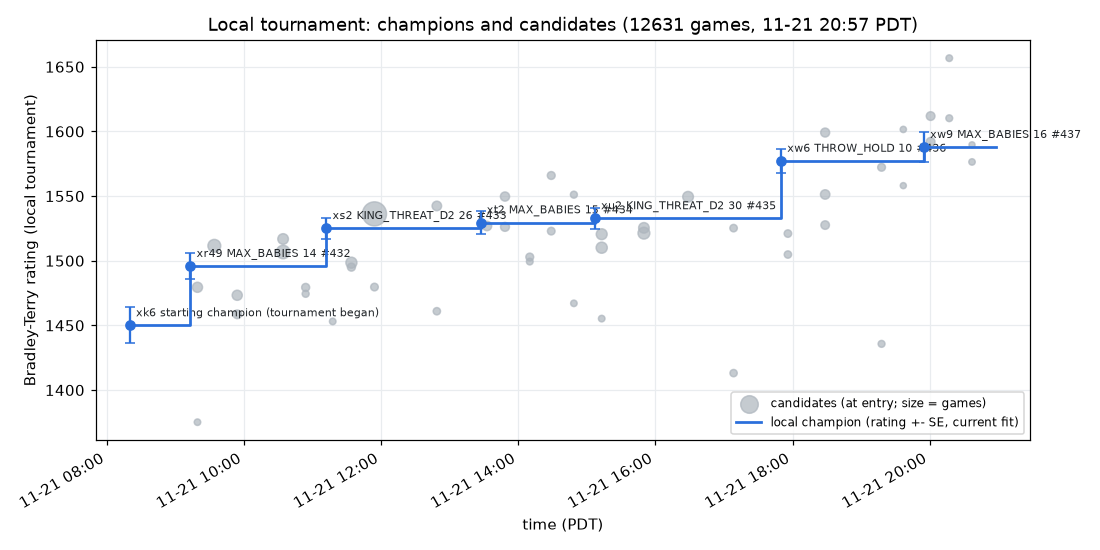 Local tournament: champions and candidates (12631 games, 11-21 20:57 PDT)
Bradley-Terry rating (local tournament)
1650
1600
1550
1500
1450
1400
xk6 starting champion (tournament began)
xr49 MAX_BABIES 14 #432
xs2 KING_THREAT_D2 26 #433
xt2 MAX_BABIES 15 #434
xu2 KING_THREAT_D2 30 #435
xw6 THROW_HOLD 10 #436
xw9 MAX_BABIES 16 #437
candidates (at entry; size = games)
local champion (rating +- SE, current fit)
11-21 08:00
11-21 10:00
11-21 12:00
11-21 14:00
11-21 16:00
11-21 18:00
11-21 20:00
time (PDT)